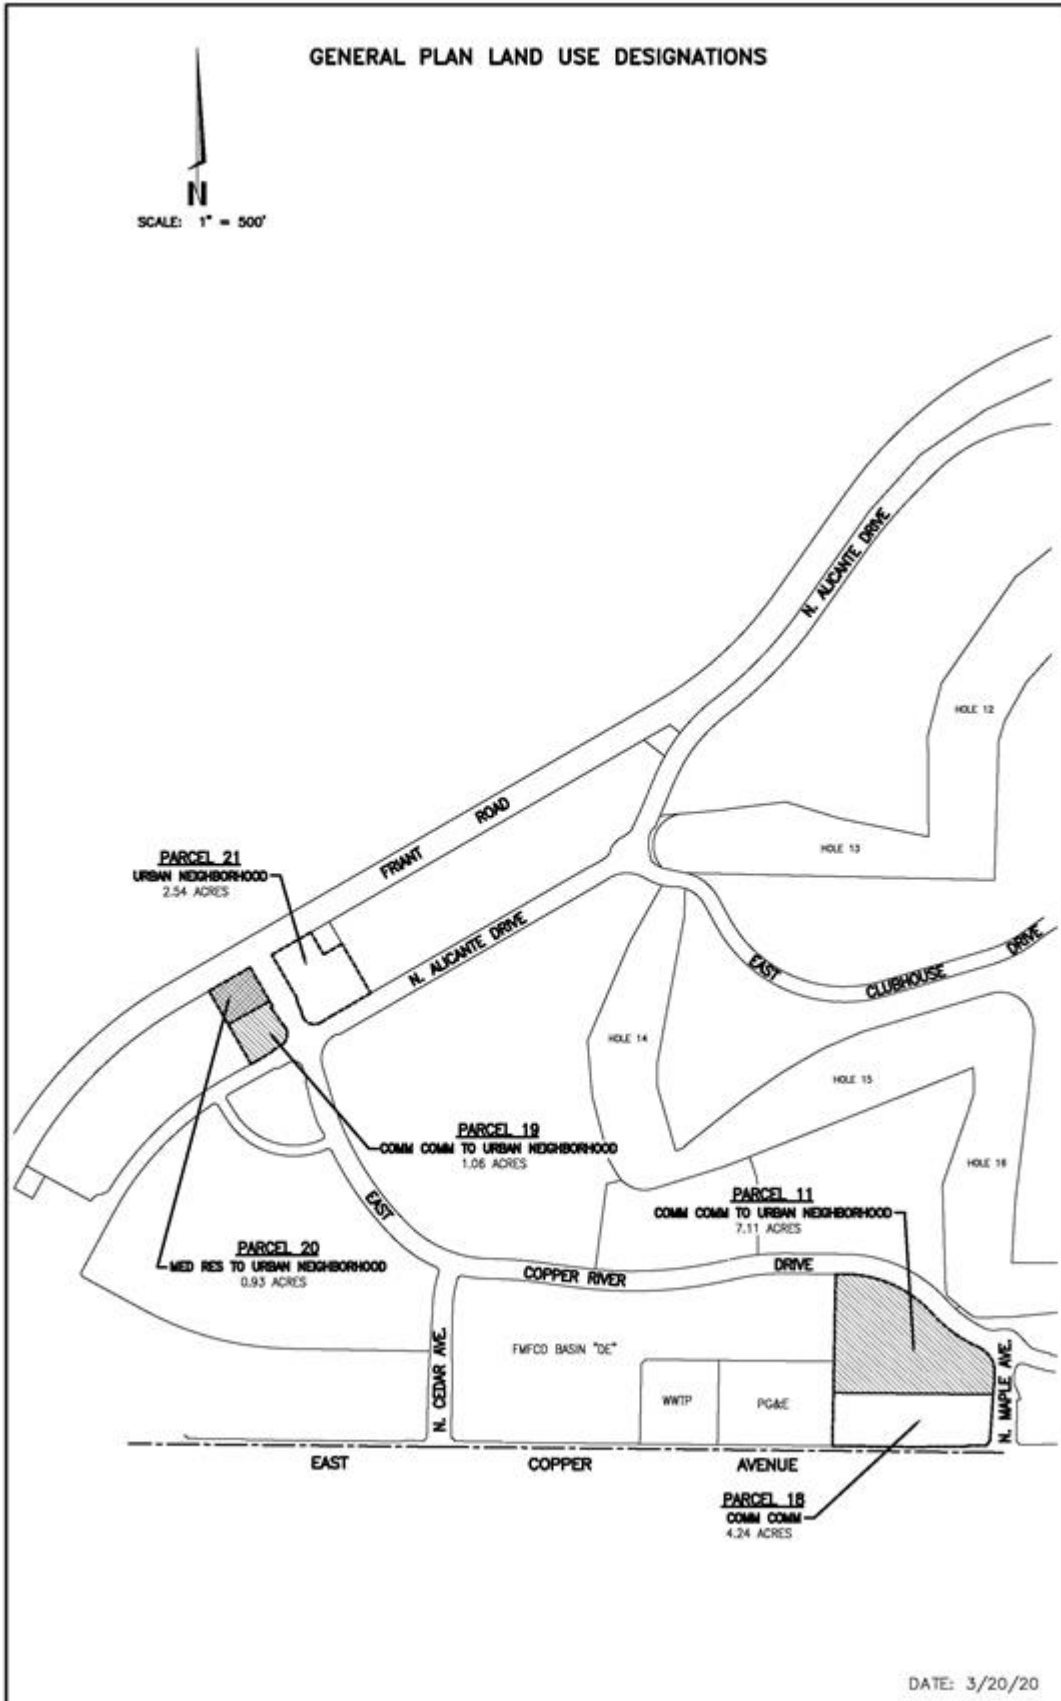 GENERAL PLAN LAND USE DESIGNATIONS
N
SCALE: 1" = 500'
N. ALICANTE DRIVE
HOLE 12
FRIANT ROAD
HOLE 13
PARCEL 21
URBAN NEIGHBORHOOD
2.54 ACRES
N. ALICANTE DRIVE
EAST CLUBHOUSE DRIVE
HOLE 14
HOLE 15
PARCEL 19
COMM COMM TO URBAN NEIGHBORHOOD
1.06 ACRES
HOLE 16
PARCEL 11
COMM COMM TO URBAN NEIGHBORHOOD
7.11 ACRES
PARCEL 20
MED RES TO URBAN NEIGHBORHOOD
0.93 ACRES
EAST COPPER RIVER DRIVE
N. CEDAR AVE.
FMFCD BASIN "DE"
WWTP
PG&E
N. MAPLE AVE.
EAST COPPER AVENUE
PARCEL 18
COMM COMM
4.24 ACRES
DATE: 3/20/20